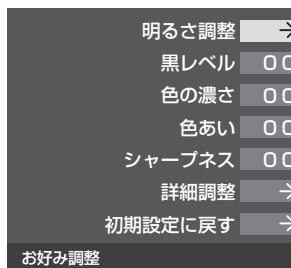 明るさ調整 →
黒レベル 00
色の濃さ 00
色あい 00
シャープネス 00
詳細調整 →
初期設定に戻す →
お好み調整